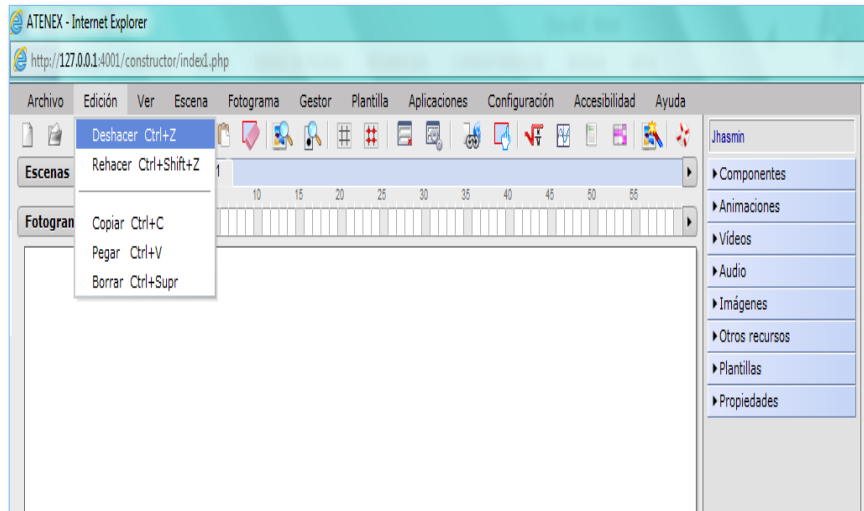 ATENEX - Internet Explorer
http://127.0.0.1:4001/constructor/index1.php
Archivo Edición Ver Escena Fotograma Gestor Plantilla Aplicaciones Configuración Accesibilidad Ayuda
Deshacer Ctrl+Z
Rehacer Ctrl+Shift+Z
Copiar Ctrl+C
Pegar Ctrl+V
Borrar Ctrl+Supr
Escenas 1
10 15 20 25 30 35 40 45 50 55
Fotogran
Jhasmin
Componentes
Animaciones
Vídeos
Audio
Imágenes
Otros recursos
Plantillas
Propiedades